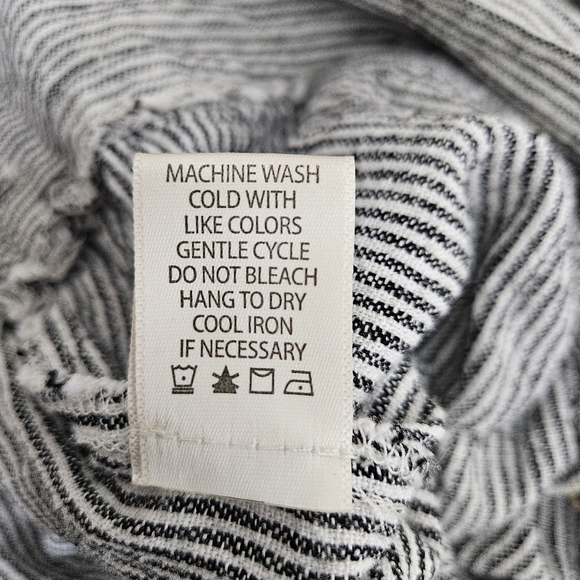 MACHINE WASH
COLD WITH
LIKE COLORS
GENTLE CYCLE
DO NOT BLEACH
HANG TO DRY
COOL IRON
IF NECESSARY